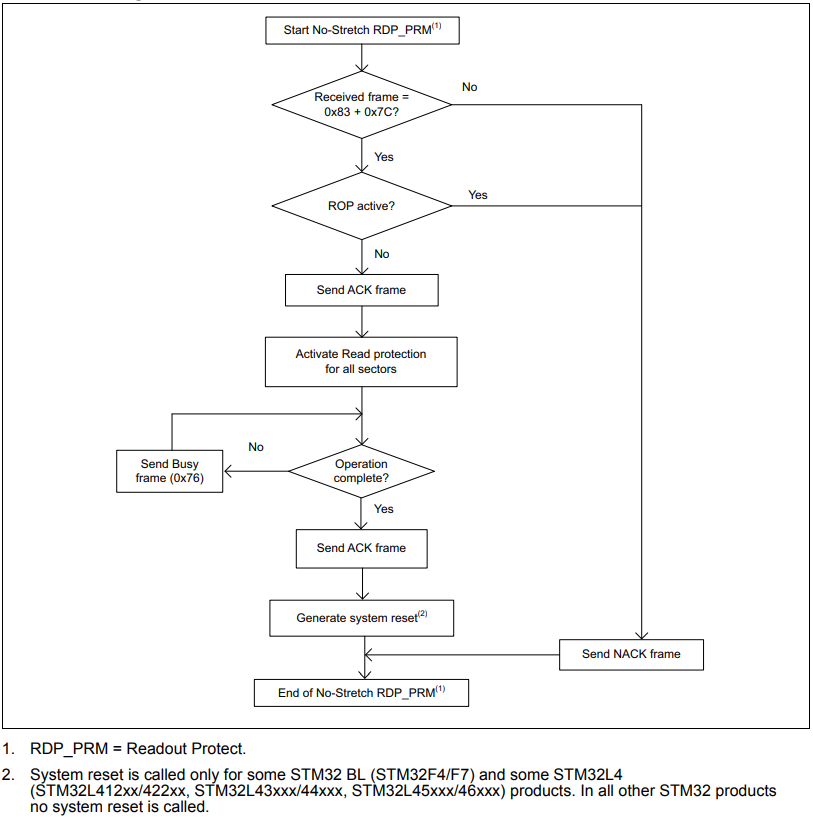 Start No-Stretch RDP_PRM(1)
No
Received frame =
0x83 + 0x7C?
Yes
ROP active?
Yes
No
Send ACK frame
Activate Read protection
for all sectors
No
Send Busy
frame (0x76)
Operation
complete?
Yes
Send ACK frame
Generate system reset(2)
Send NACK frame
End of No-Stretch RDP_PRM(1)
1. RDP_PRM = Readout Protect.
2. System reset is called only for some STM32 BL (STM32F4/F7) and some STM32L4
(STM32L412xx/422xx, STM32L43xxx/44xxx, STM32L45xxx/46xxx) products. In all other STM32 products
no system reset is called.